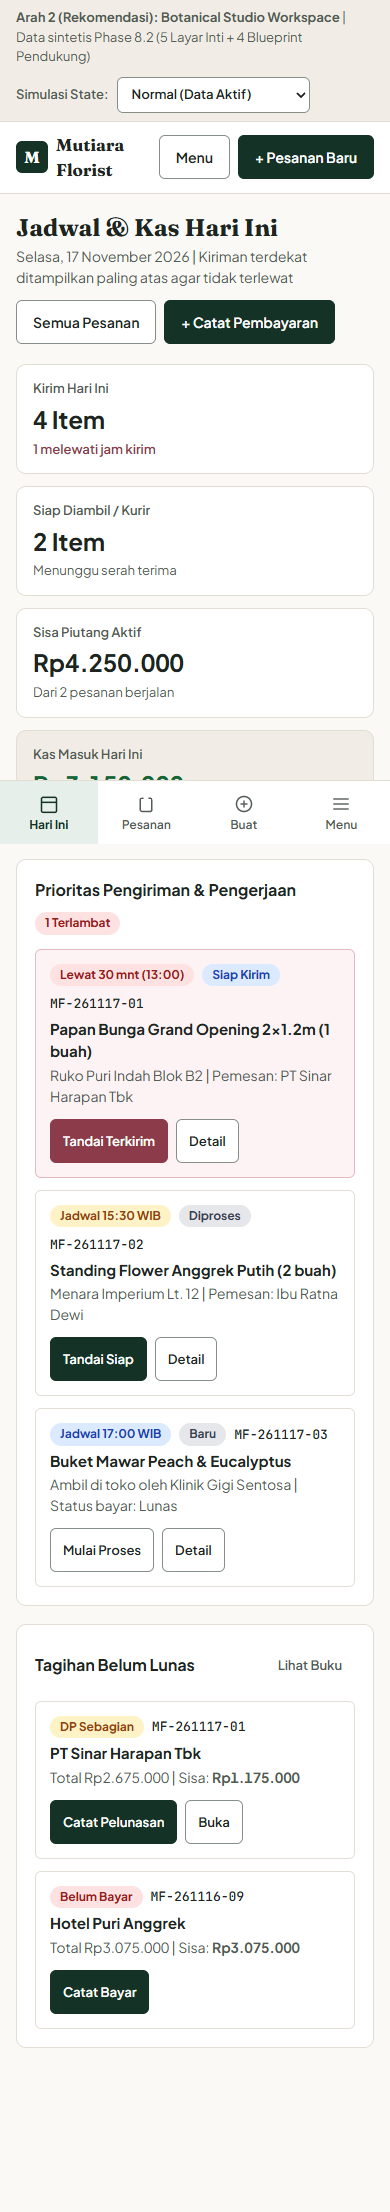 Arah 2 (Rekomendasi): Botanical Studio Workspace |
Data sintetis Phase 8.2 (5 Layar Inti + 4 Blueprint
Pendukung)
Simulasi State: Normal (Data Aktif)
M Mutiara
Florist
Menu
+ Pesanan Baru
Jadwal & Kas Hari Ini
Selasa, 17 November 2026 | Kiriman terdekat
ditampilkan paling atas agar tidak terlewat
Semua Pesanan
+ Catat Pembayaran
Kirim Hari Ini
4 Item
1 melewati jam kirim
Siap Diambil / Kurir
2 Item
Menunggu serah terima
Sisa Piutang Aktif
Rp4.250.000
Dari 2 pesanan berjalan
Kas Masuk Hari Ini
Hari Ini
Pesanan
Buat
Menu
Prioritas Pengiriman & Pengerjaan
1 Terlambat
Lewat 30 mnt (13:00) Siap Kirim
MF-261117-01
Papan Bunga Grand Opening 2×1.2m (1
buah)
Ruko Puri Indah Blok B2 | Pemesan: PT Sinar
Harapan Tbk
Tandai Terkirim Detail
Jadwal 15:30 WIB Diproses
MF-261117-02
Standing Flower Anggrek Putih (2 buah)
Menara Imperium Lt. 12 | Pemesan: Ibu Ratna
Dewi
Tandai Siap Detail
Jadwal 17:00 WIB Baru MF-261117-03
Buket Mawar Peach & Eucalyptus
Ambil di toko oleh Klinik Gigi Sentosa |
Status bayar: Lunas
Mulai Proses Detail
Tagihan Belum Lunas Lihat Buku
DP Sebagian MF-261117-01
PT Sinar Harapan Tbk
Total Rp2.675.000 | Sisa: Rp1.175.000
Catat Pelunasan Buka
Belum Bayar MF-261116-09
Hotel Puri Anggrek
Total Rp3.075.000 | Sisa: Rp3.075.000
Catat Bayar